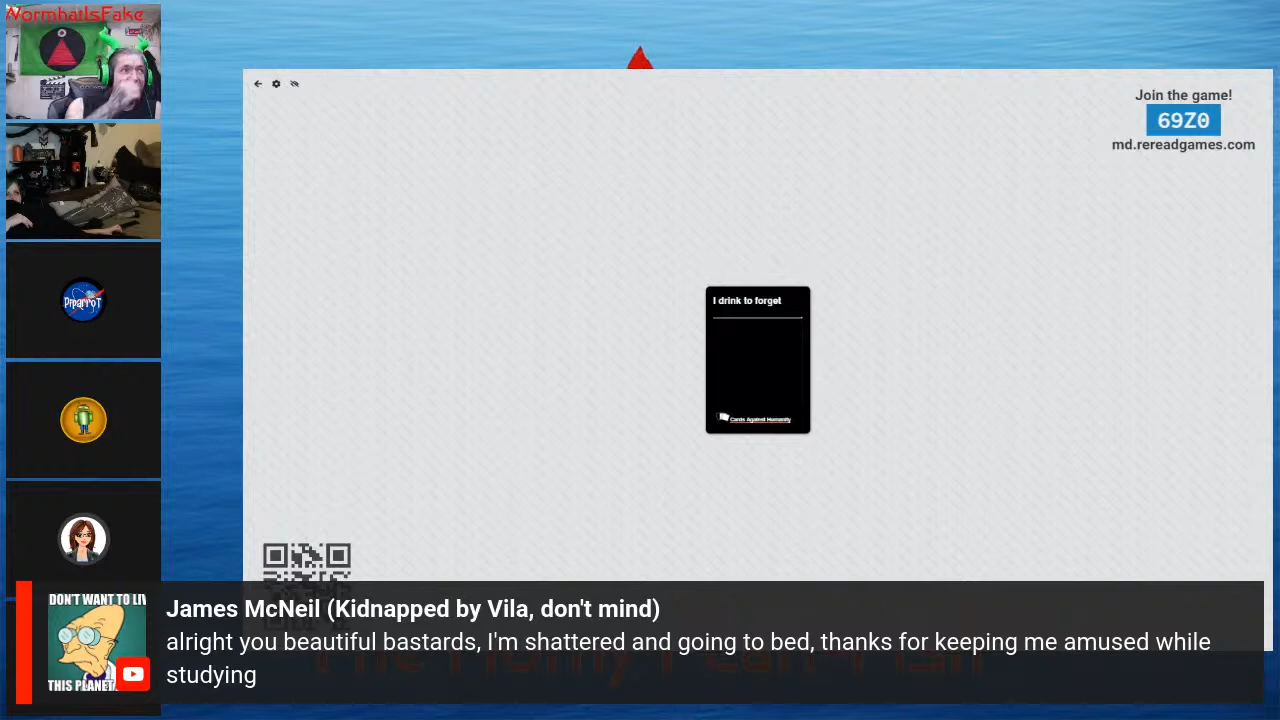 WormhatIsFake
Join the game!
69Z0
md.rereadgames.com
PiparroT
I drink to forget
Cards Against Humanity
DON'T WANT TO LIV
THIS PLANET
James McNeil (Kidnapped by Vila, don't mind)
alright you beautiful bastards, I'm shattered and going to bed, thanks for keeping me amused while
studying